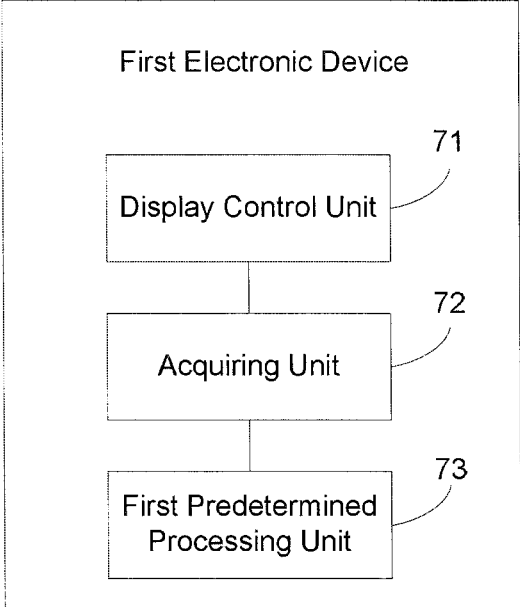 First Electronic Device
71
Display Control Unit
72
Acquiring Unit
73
First Predetermined
Processing Unit